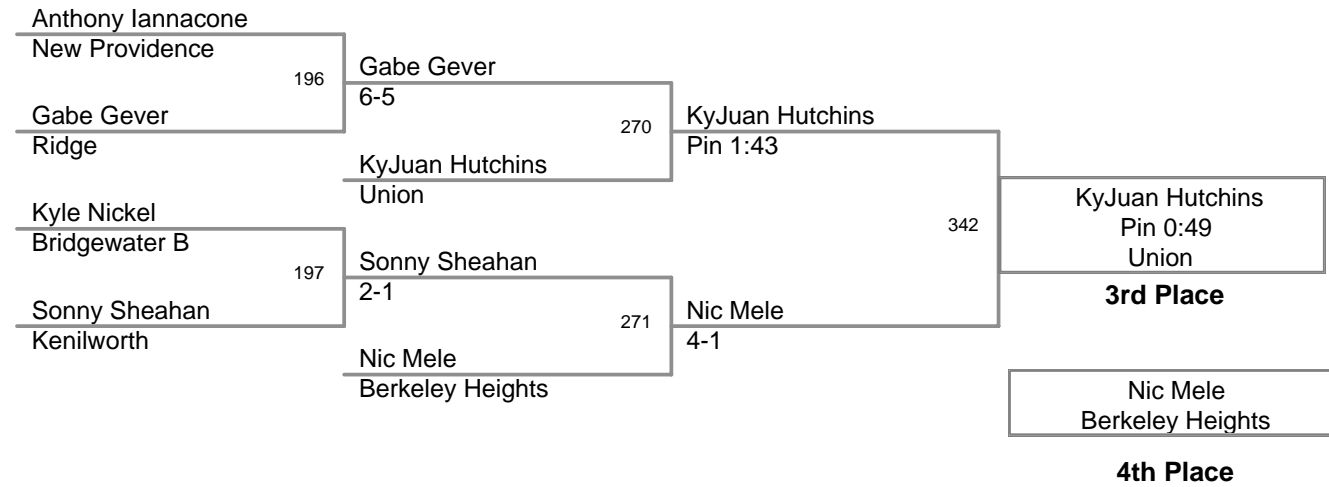 Anthony Iannacone
New Providence
196
Gabe Gever
6-5
Gabe Gever
Ridge
270
KyJuan Hutchins
Pin 1:43
KyJuan Hutchins
Union
Kyle Nickel
Bridgewater B
197
Sonny Sheahan
2-1
Sonny Sheahan
Kenilworth
271
Nic Mele
4-1
Nic Mele
Berkeley Heights
342
KyJuan Hutchins
Pin 0:49
Union
3rd Place
Nic Mele
Berkeley Heights
4th Place